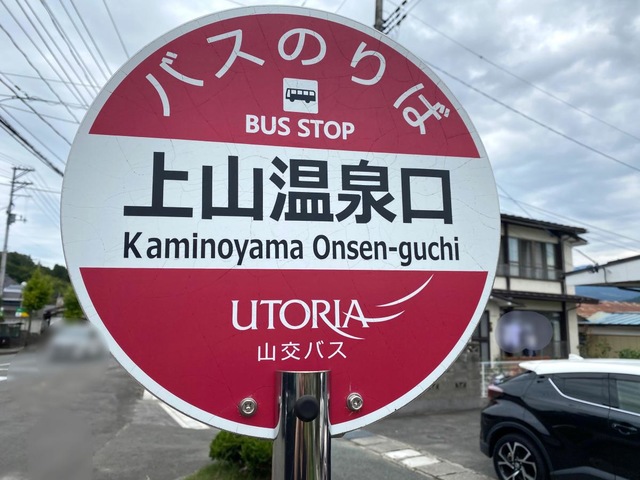 バスのりば
BUS STOP
上山温泉口
Kaminoyama Onsen-guchi
UTORIA
山交バス